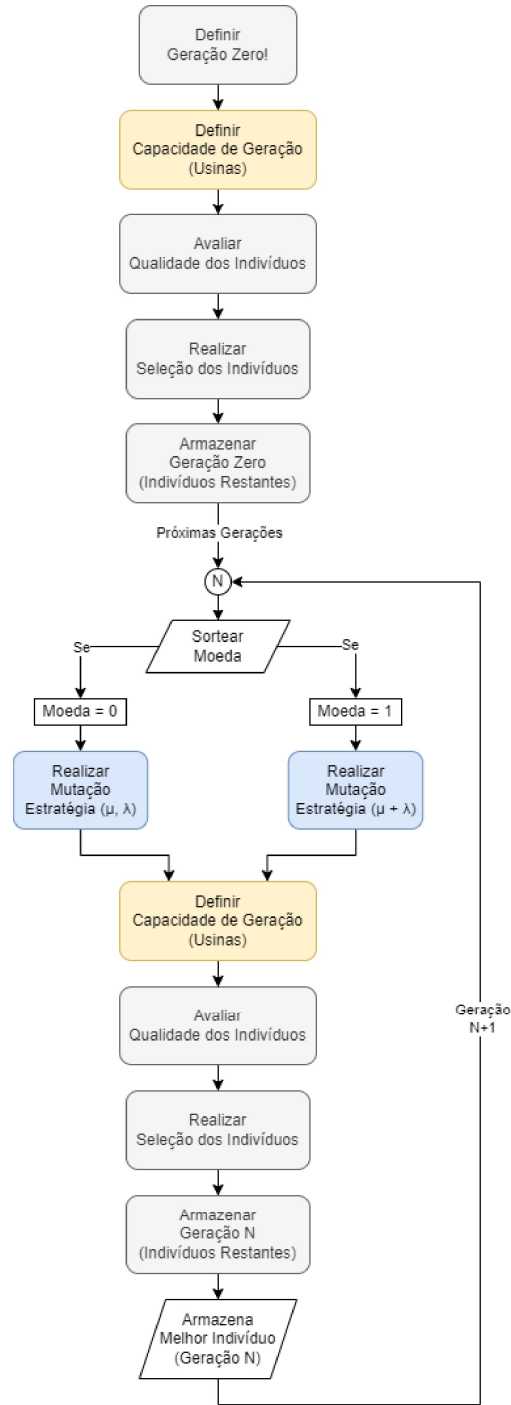 Definir
Geração Zero!
Definir
Capacidade de Geração
(Usinas)
Avaliar
Qualidade dos Indivíduos
Realizar
Seleção dos Indivíduos
Armazenar
Geração Zero
(Indivíduos Restantes)
Próximas Gerações
N
Sortear
Moeda
Se
Se
Moeda = 0
Moeda = 1
Realizar
Mutação
Estratégia (μ, λ)
Realizar
Mutação
Estratégia (μ + λ)
Definir
Capacidade de Geração
(Usinas)
Avaliar
Qualidade dos Indivíduos
Geração
N+1
Realizar
Seleção dos Indivíduos
Armazenar
Geração N
(Indivíduos Restantes)
Armazena
Melhor Indivíduo
(Geração N)